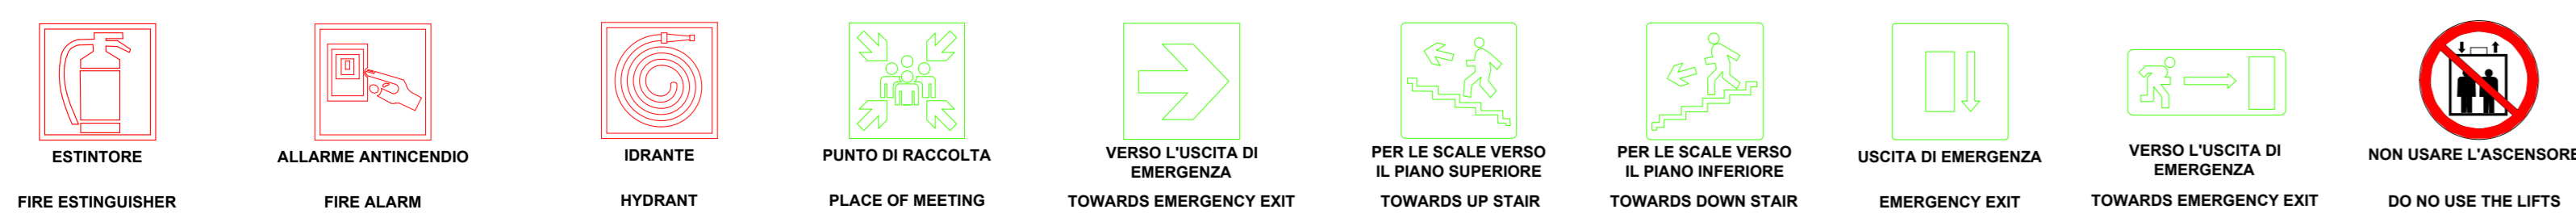 ESTINTORE
FIRE ESTINGUISHER
ALLARME ANTINCENDIO
FIRE ALARM
IDRANTE
HYDRANT
PUNTO DI RACCOLTA
PLACE OF MEETING
VERSO L'USCITA DI
EMERGENZA
TOWARDS EMERGENCY EXIT
PER LE SCALE VERSO
IL PIANO SUPERIORE
TOWARDS UP STAIR
PER LE SCALE VERSO
IL PIANO INFERIORE
TOWARDS DOWN STAIR
USCITA DI EMERGENZA
EMERGENCY EXIT
VERSO L'USCITA DI
EMERGENZA
TOWARDS EMERGENCY EXIT
NON USARE L'ASCENSORE
DO NO USE THE LIFTS